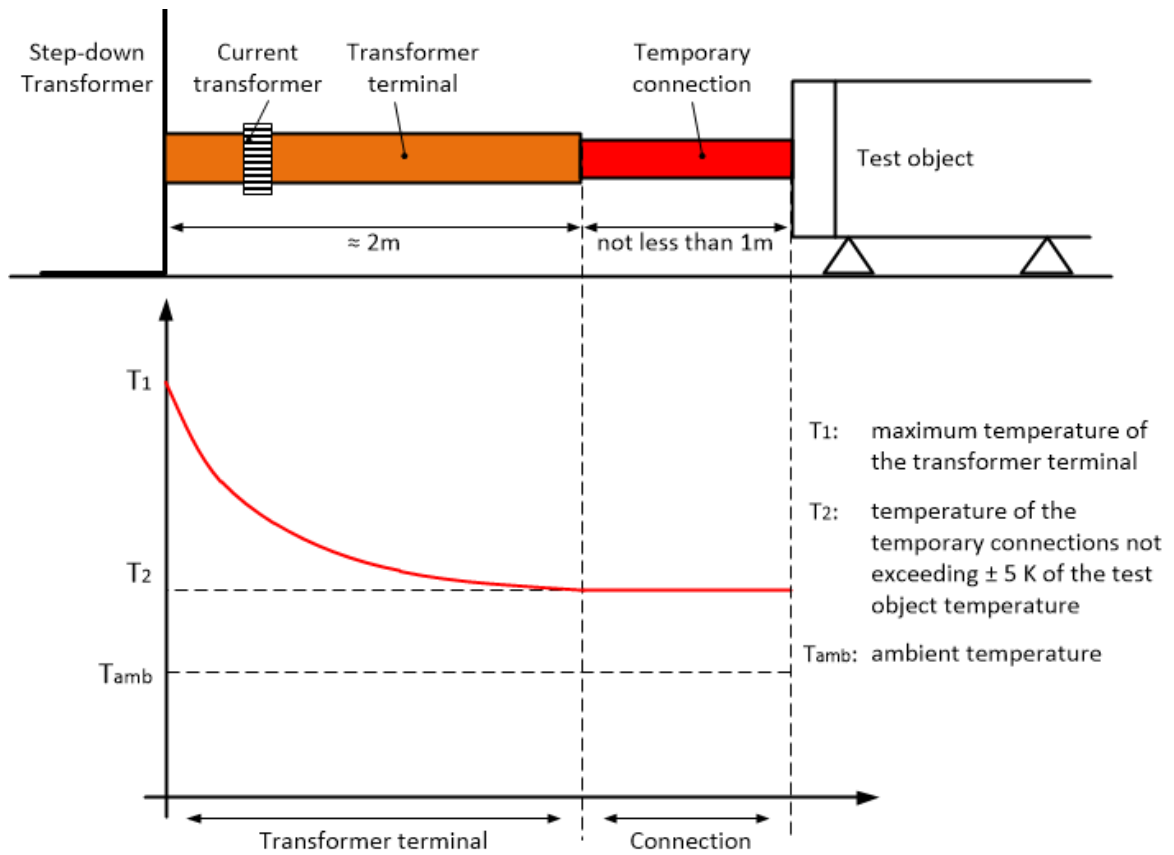 Step-down
Transformer
Current
transformer
Transformer
terminal
Temporary
connection
Test object
≈ 2m
not less than 1m
T1
T2
Tamb
T1: maximum temperature of
the transformer terminal
T2: temperature of the
temporary connections not
exceeding ± 5 K of the test
object temperature
Tamb: ambient temperature
Transformer terminal
Connection